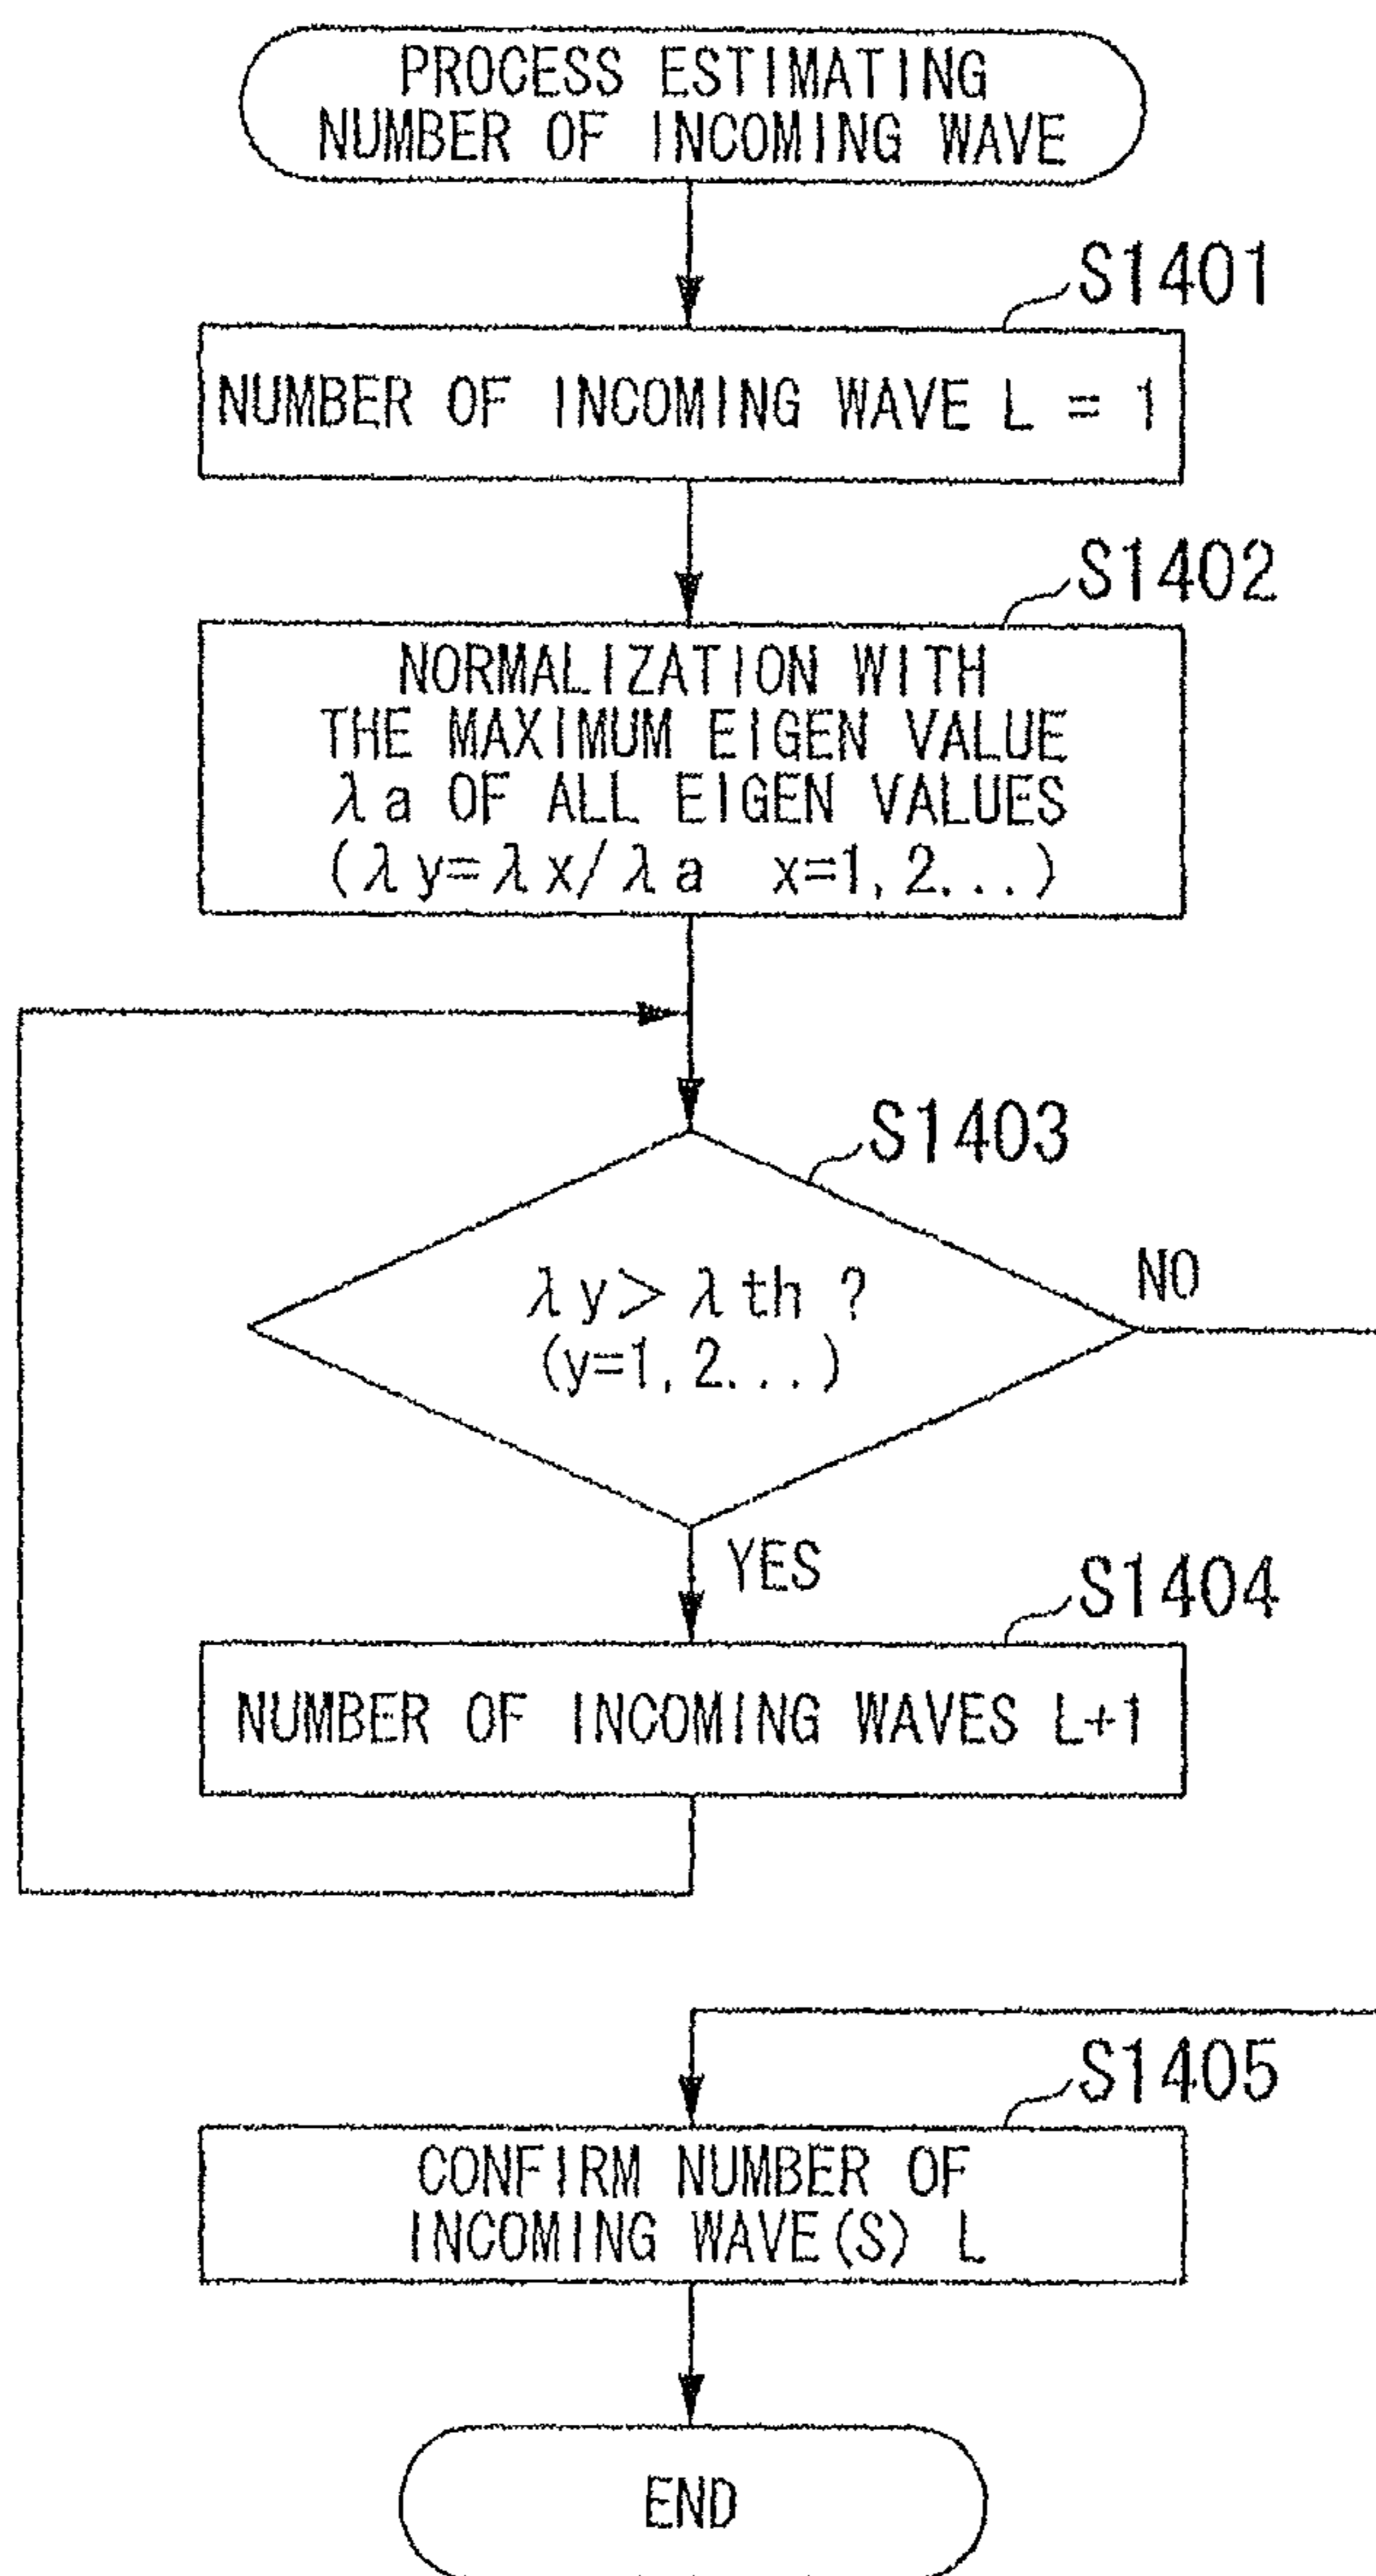 PROCESS ESTIMATING
NUMBER OF INCOMING WAVE
S1401
NUMBER OF INCOMING WAVE L = 1
S1402
NORMALIZATION WITH
THE MAXIMUM EIGEN VALUE
λa OF ALL EIGEN VALUES
(λy=λx/λa x=1, 2...)
S1403
λy>λth ?
(y=1, 2...)
NO
YES
S1404
NUMBER OF INCOMING WAVES L+1
S1405
CONFIRM NUMBER OF
INCOMING WAVE(S) L
END